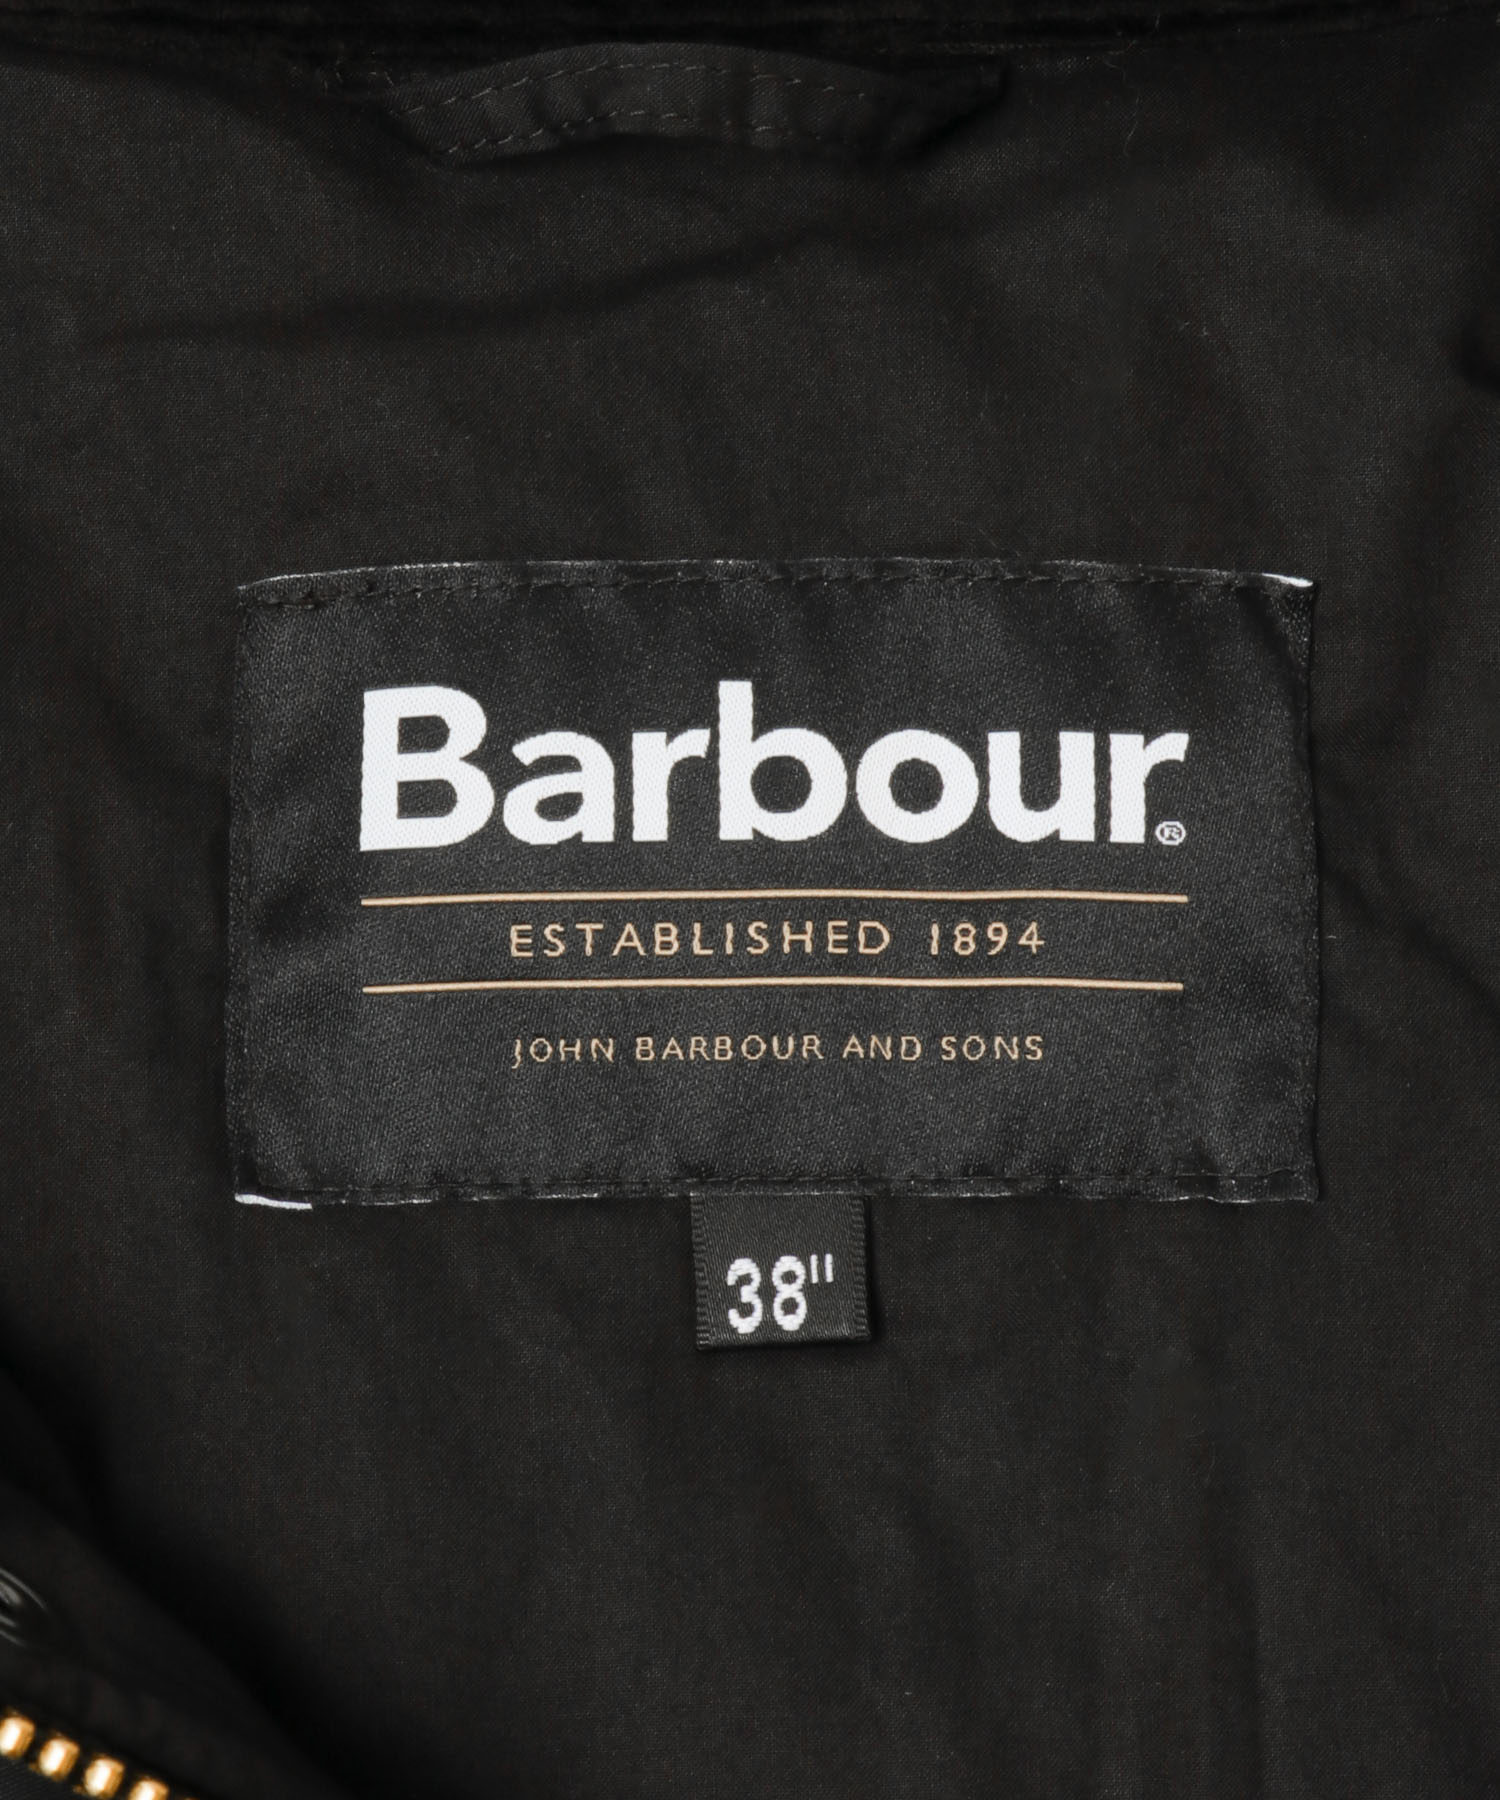 Barbour®
ESTABLISHED 1894
JOHN BARBOUR AND SONS
38"